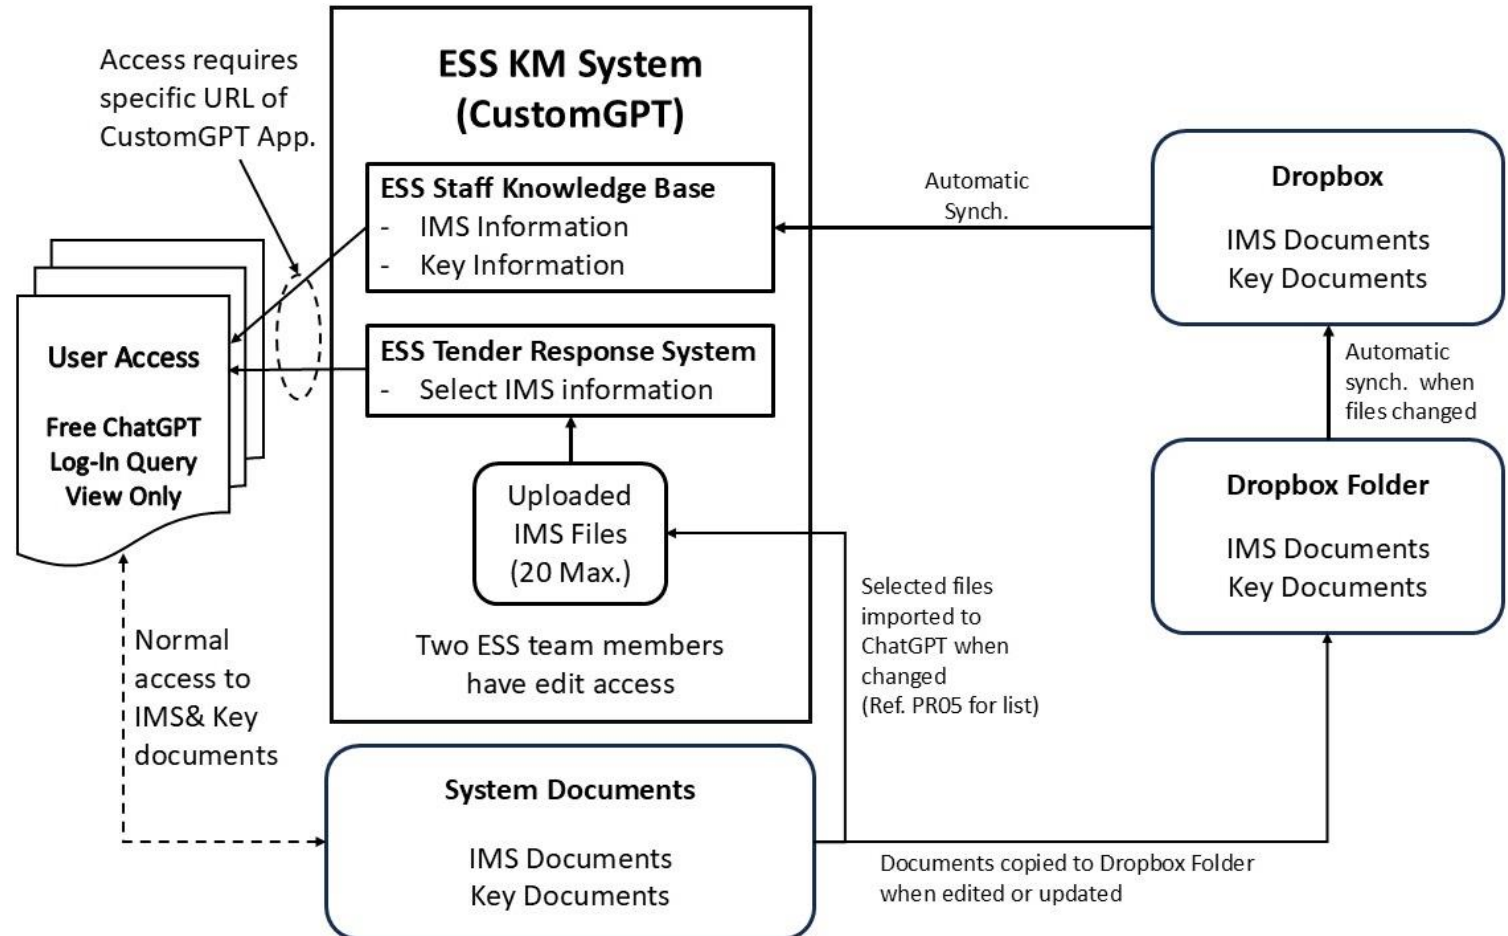 Access requires
specific URL of
CustomGPT App.
ESS KM System
(CustomGPT)
ESS Staff Knowledge Base
- IMS Information
- Key Information
ESS Tender Response System
- Select IMS information
Uploaded
IMS Files
(20 Max.)
Two ESS team members
have edit access
User Access
Free ChatGPT
Log-In Query
View Only
Normal
access to
IMS& Key
documents
System Documents
IMS Documents
Key Documents
Automatic
Synch.
Dropbox
IMS Documents
Key Documents
Automatic
synch. when
files changed
Dropbox Folder
IMS Documents
Key Documents
Selected files
imported to
ChatGPT when
changed
(Ref. PR05 for list)
Documents copied to Dropbox Folder
when edited or updated